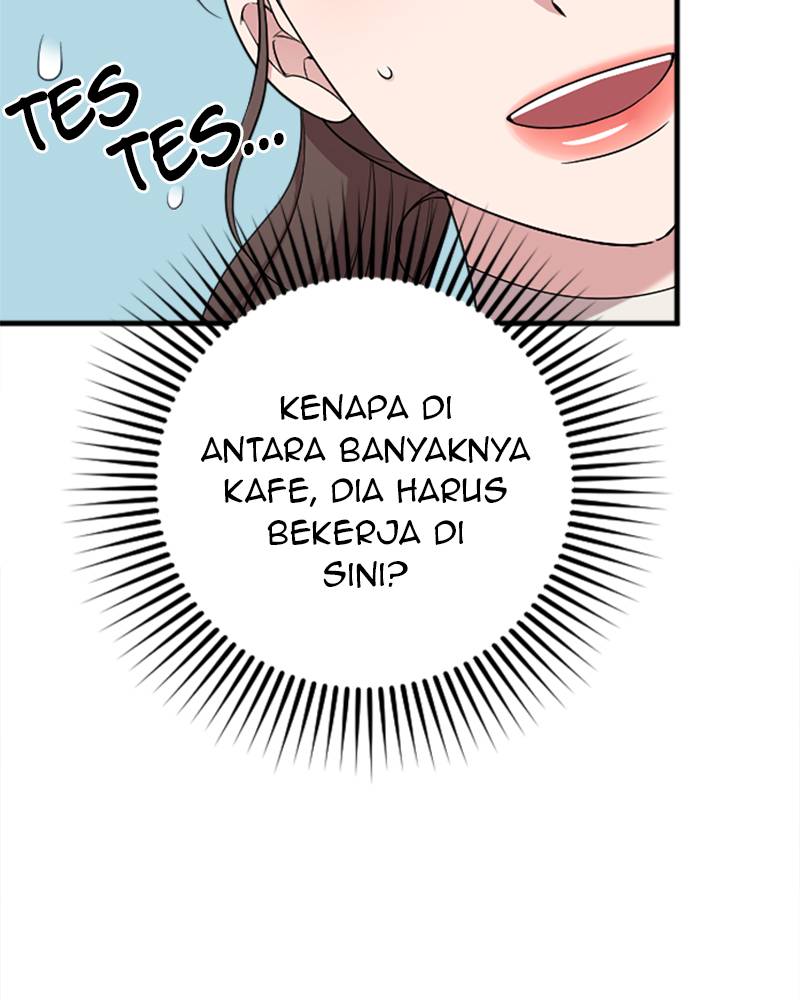 TES
TES...
KENAPA DI
ANTARA BANYAKNYA
KAFE, DIA HARUS
BEKERJA DI
SINI?